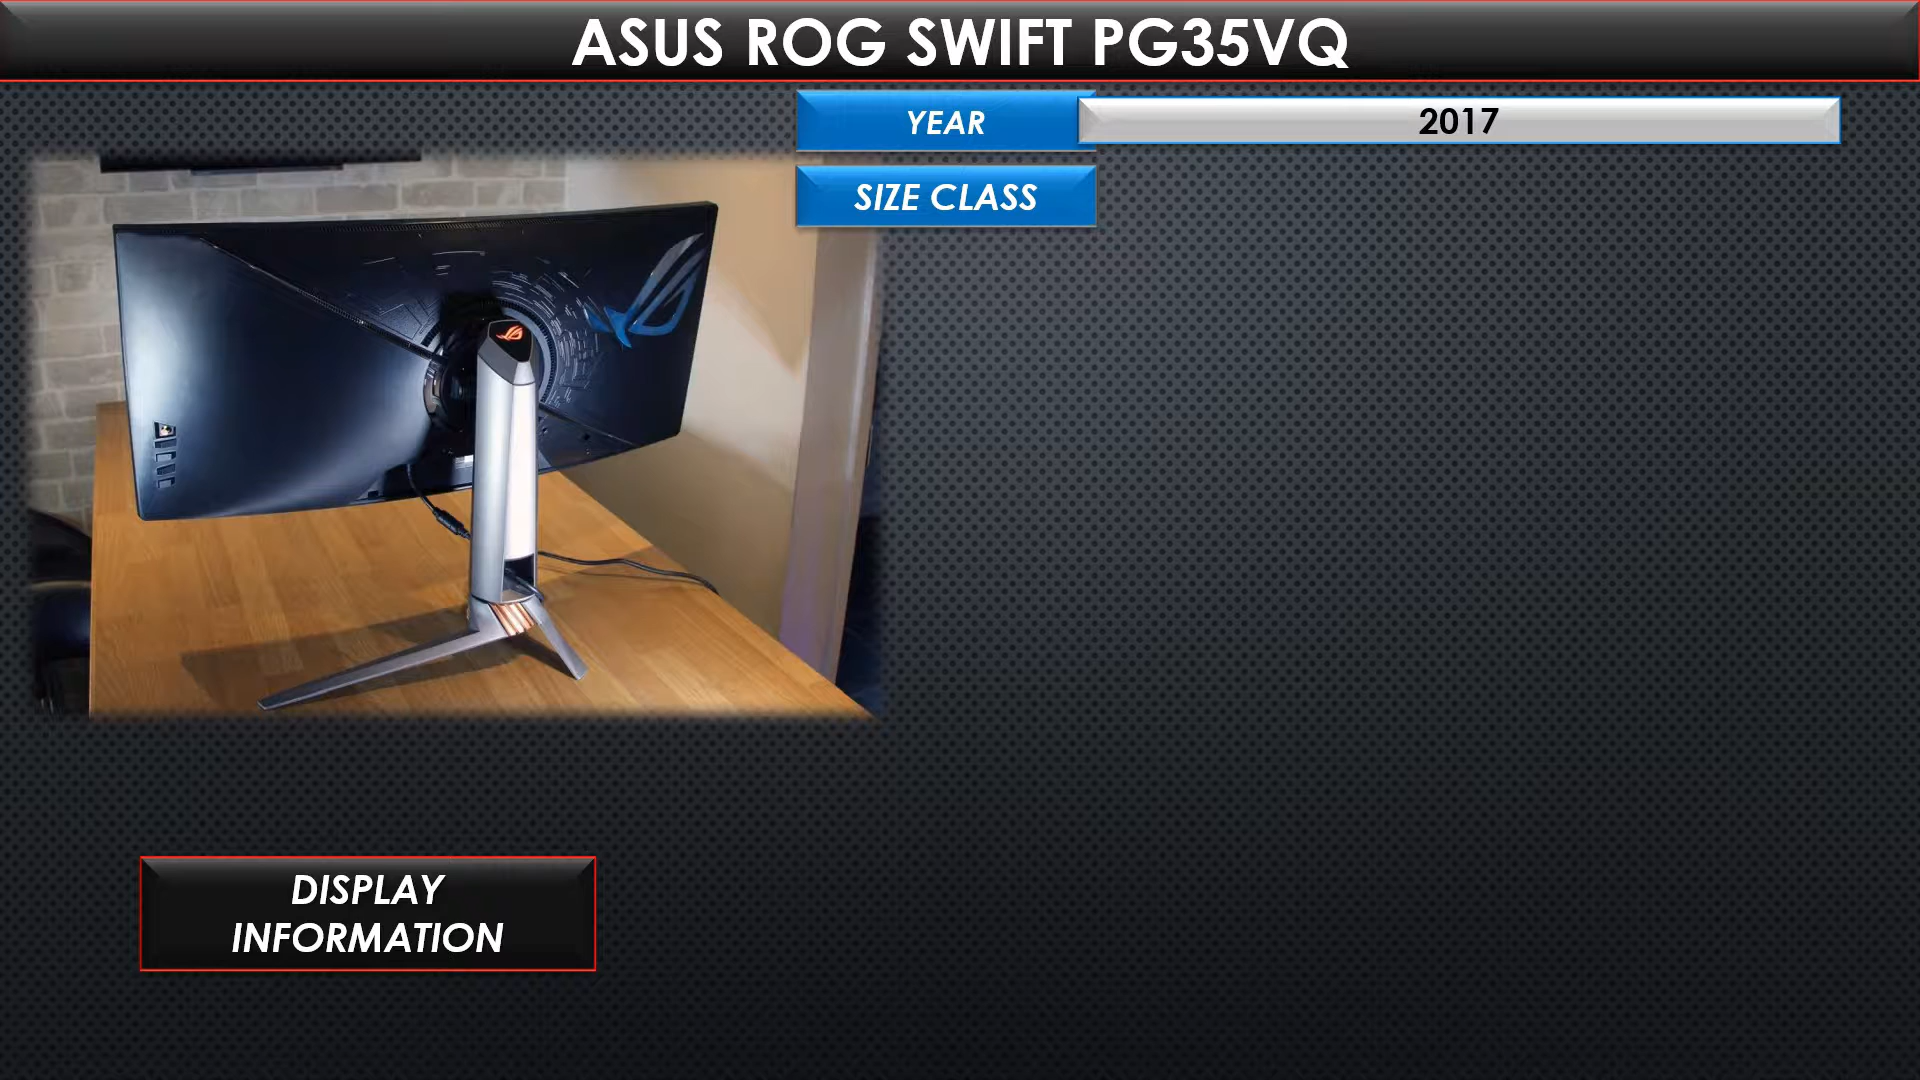 ASUS ROG SWIFT PG35VQ
YEAR
2017
SIZE CLASS
DISPLAY
INFORMATION